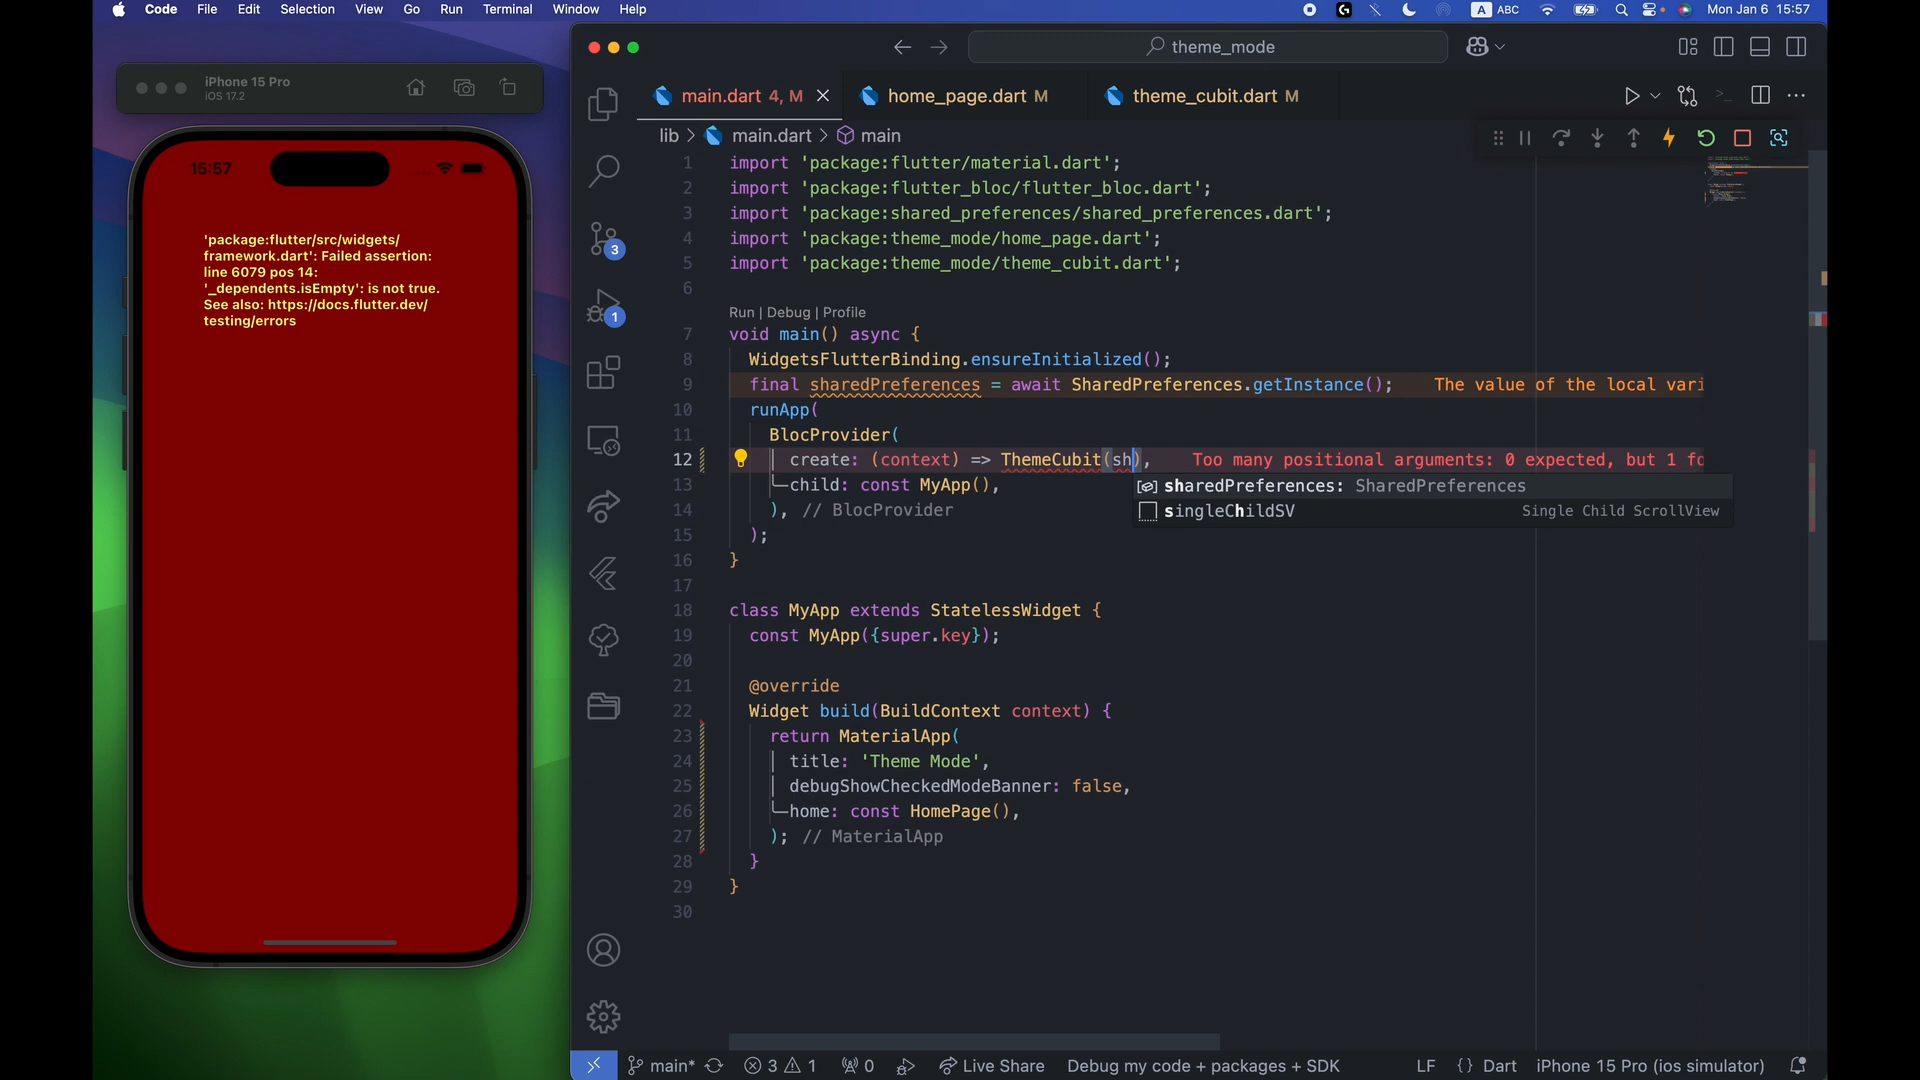 Code File Edit Selection View Go Run Terminal Window Help
A ABC Mon Jan 6 15:57
iPhone 15 Pro
iOS 17.2
15:57
'package:flutter/src/widgets/
framework.dart': Failed assertion:
line 6079 pos 14:
'_dependents.isEmpty': is not true.
See also: https://docs.flutter.dev/
testing/errors
theme_mode
main.dart 4, M
home_page.dart M
theme_cubit.dart M
lib > main.dart > main
3
1
1 import 'package:flutter/material.dart';
2 import 'package:flutter_bloc/flutter_bloc.dart';
3 import 'package:shared_preferences/shared_preferences.dart';
4 import 'package:theme_mode/home_page.dart';
5 import 'package:theme_mode/theme_cubit.dart';
6
Run | Debug | Profile
7 void main() async {
8 WidgetsFlutterBinding.ensureInitialized();
9 final sharedPreferences = await SharedPreferences.getInstance(); The value of the local vari
10 runApp(
11 BlocProvider(
12 create: (context) => ThemeCubit(sh), Too many positional arguments: 0 expected, but 1 fo
13 child: const MyApp(),
sharedPreferences: SharedPreferences
14 ), // BlocProvider
singleChildSV Single Child ScrollView
15 );
16 }
17
18 class MyApp extends StatelessWidget {
19 const MyApp({super.key});
20
21 @override
22 Widget build(BuildContext context) {
23 return MaterialApp(
24 title: 'Theme Mode',
25 debugShowCheckedModeBanner: false,
26 home: const HomePage(),
27 ); // MaterialApp
28 }
29 }
30
main* 3 1 0 Live Share Debug my code + packages + SDK LF {} Dart iPhone 15 Pro (ios simulator)